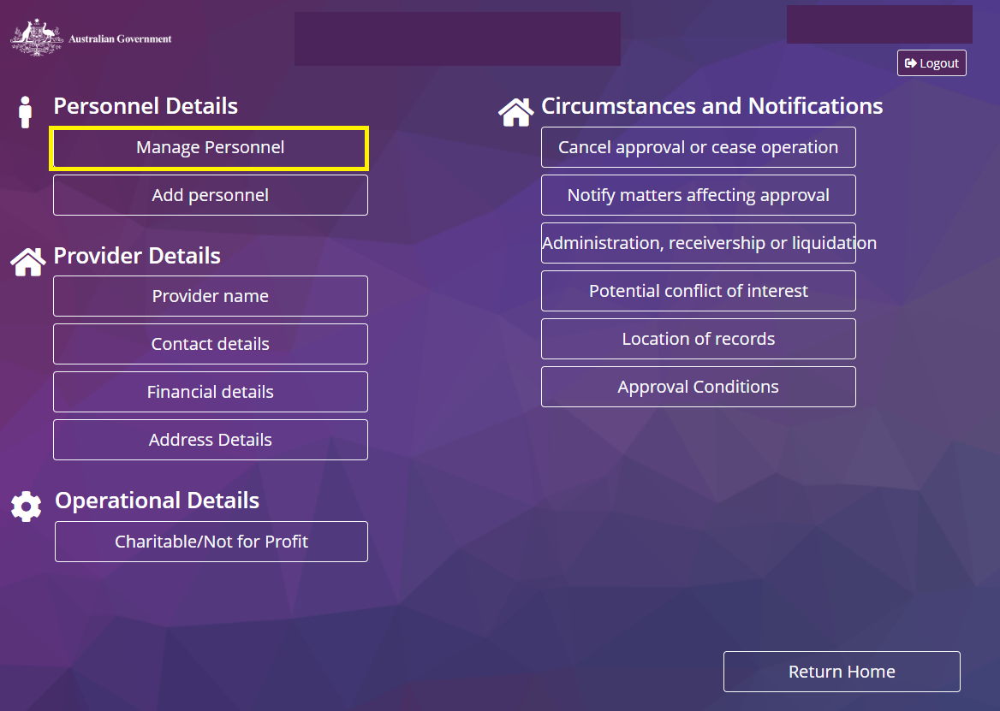 Australian Government
Logout
Personnel Details
Manage Personnel
Add personnel
Provider Details
Provider name
Contact details
Financial details
Address Details
Operational Details
Charitable/Not for Profit
Circumstances and Notifications
Cancel approval or cease operation
Notify matters affecting approval
Administration, receivership or liquidation
Potential conflict of interest
Location of records
Approval Conditions
Return Home